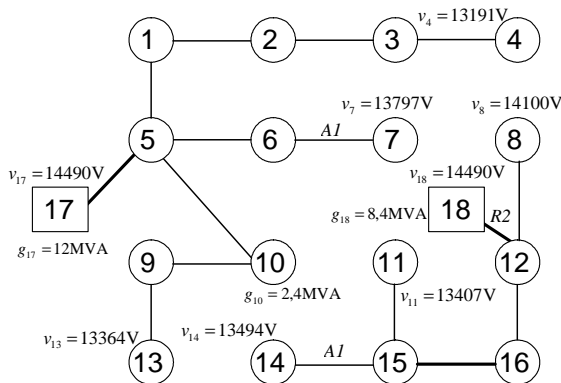 v₄ = 13191V
1 2 3 4
v₇ = 13797V v₈ = 14100V
5 6 A1 7 8
v₁₇ = 14490V v₁₈ = 14490V
17 g₁₈ = 8,4MVA 18 R2
g₁₇ = 12MVA
9 10 11 12
g₁₀ = 2,4MVA v₁₁ = 13407V
v₁₃ = 13364V v₁₄ = 13494V
13 14 A1 15 16